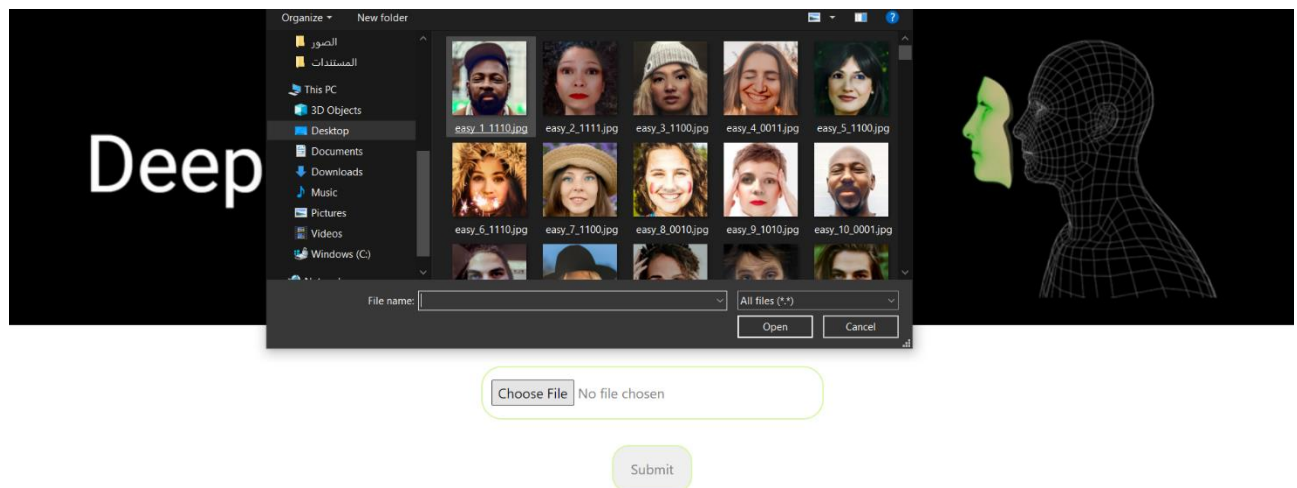 Organize New folder
?
الصور
المستندات
This PC
3D Objects
Desktop
Documents
Downloads
Music
Pictures
Videos
Windows (C:)
easy_1_1110.jpg easy_2_1111.jpg easy_3_1100.jpg easy_4_0011.jpg easy_5_1100.jpg
easy_6_1110.jpg easy_7_1100.jpg easy_8_0010.jpg easy_9_1010.jpg easy_10_0001.jpg
Deep
File name: All files (*.*)
Open Cancel
Choose File No file chosen
Submit